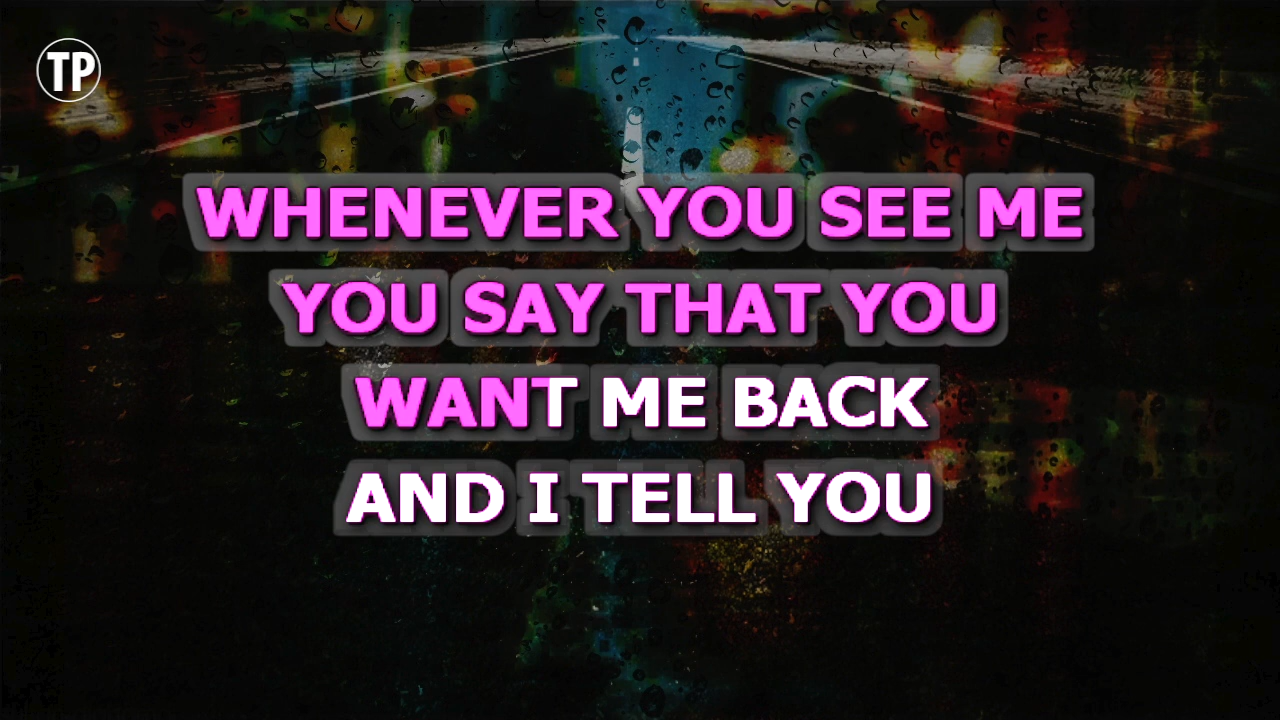 TP
WHENEVER YOU SEE ME
YOU SAY THAT YOU
WANT ME BACK
AND I TELL YOU